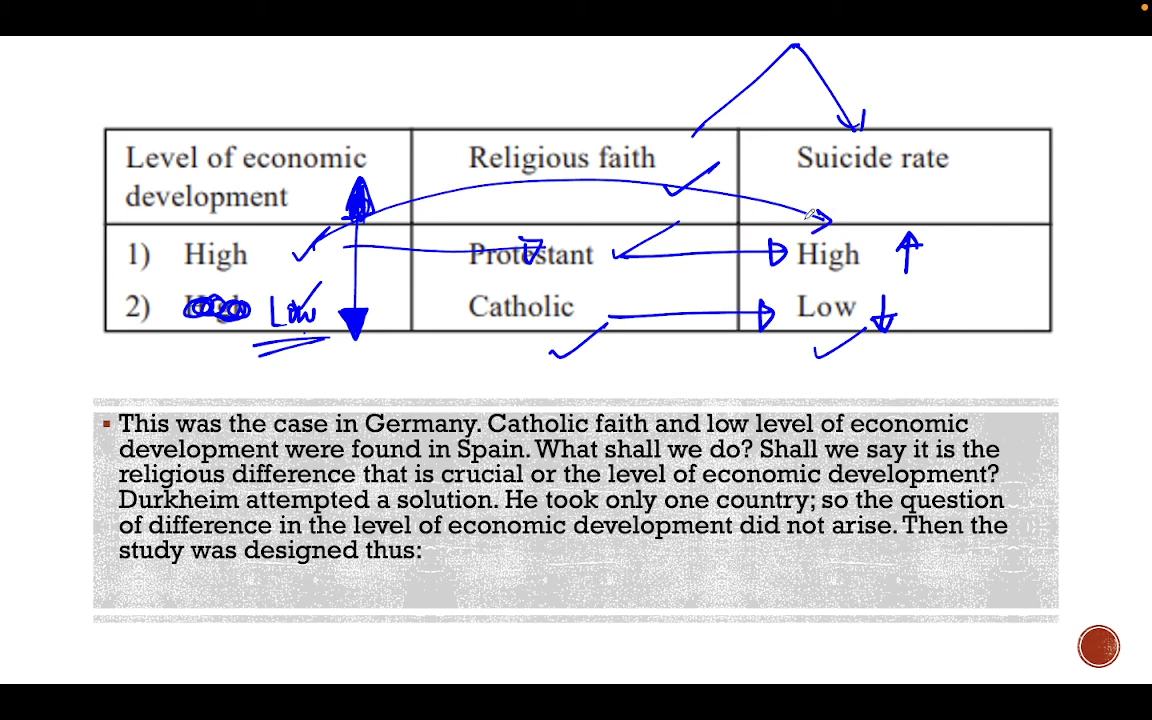 Level of economic Religious faith Suicide rate
development
1) High Protestant High
2) Low Catholic Low
▪ This was the case in Germany. Catholic faith and low level of economic
development were found in Spain. What shall we do? Shall we say it is the
religious difference that is crucial or the level of economic development?
Durkheim attempted a solution. He took only one country; so the question
of difference in the level of economic development did not arise. Then the
study was designed thus: